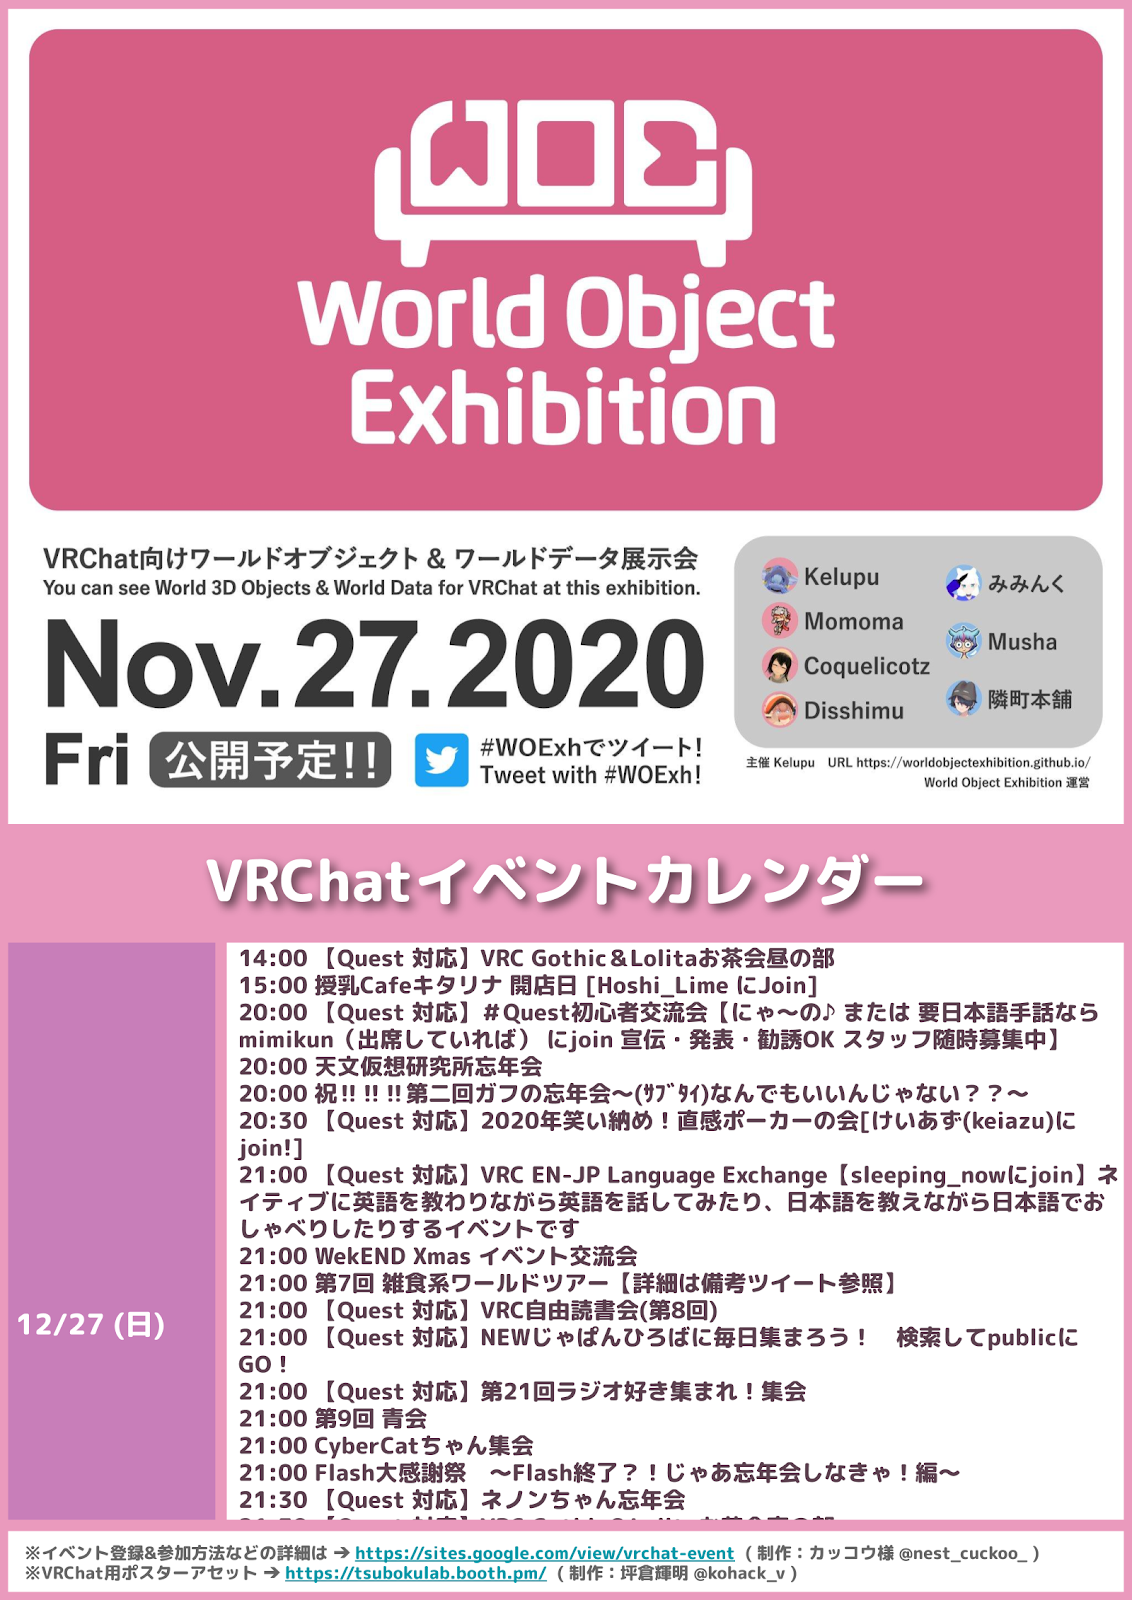 WOE
World Object
Exhibition
VRChat向けワールドオブジェクト & ワールドデータ展示会
You can see World 3D Objects & World Data for VRChat at this exhibition.
Nov.27.2020
Fri 公開予定!!
#WOExhでツイート!
Tweet with #WOExh!
Kelupu
Momoma
Coquelicotz
Disshimu
みみんく
Musha
隣町本舗
主催 Kelupu URL https://worldobjectexhibition.github.io/
World Object Exhibition 運営
VRChatイベントカレンダー
12/27 (日)
14:00 【Quest 対応】VRC Gothic&Lolitaお茶会昼の部
15:00 授乳Cafeキタリナ 開店日 [Hoshi_Lime にJoin]
20:00 【Quest 対応】#Quest初心者交流会【にゃ~の♪ または 要日本語手話なら
mimikun（出席していれば） にjoin 宣伝・発表・勧誘OK スタッフ随時募集中】
20:00 天文仮想研究所忘年会
20:00 祝!!!!!!第二回ガフの忘年会～(ｻﾌﾞﾀｲ)なんでもいいんじゃない？？～
20:30 【Quest 対応】2020年笑い納め！直感ポーカーの会[けいあず(keiazu)に
join!]
21:00 【Quest 対応】VRC EN-JP Language Exchange【sleeping_nowにjoin】ネ
イティブに英語を教わりながら英語を話してみたり、日本語を教えながら日本語でお
しゃべりしたりするイベントです
21:00 WekEND Xmas イベント交流会
21:00 第7回 雑食系ワールドツアー【詳細は備考ツイート参照】
21:00 【Quest 対応】VRC自由読書会(第8回)
21:00 【Quest 対応】NEWじゃぱんひろばに毎日集まろう！　検索してpublicに
GO！
21:00 【Quest 対応】第21回ラジオ好き集まれ！集会
21:00 第9回 青会
21:00 CyberCatちゃん集会
21:00 Flash大感謝祭　～Flash終了？！じゃあ忘年会しなきゃ！編～
21:30 【Quest 対応】ネノンちゃん忘年会
※イベント登録&参加方法などの詳細は ➔ https://sites.google.com/view/vrchat-event ( 制作：カッコウ様 @nest_cuckoo_ )
※VRChat用ポスターアセット ➔ https://tsubokulab.booth.pm/ ( 制作：坪倉輝明 @kohack_v )